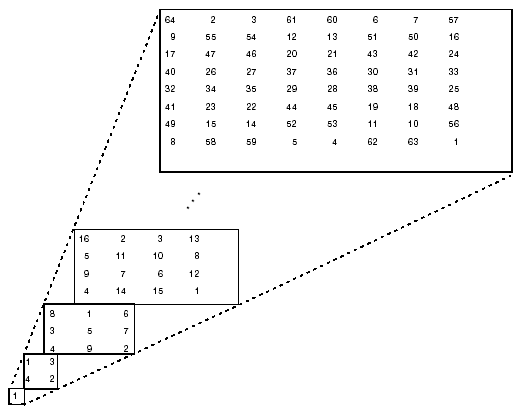 64 2 3 61 60 6 7 57
9 55 54 12 13 51 50 16
17 47 46 20 21 43 42 24
40 26 27 37 36 30 31 33
32 34 35 29 28 38 39 25
41 23 22 44 45 19 18 48
49 15 14 52 53 11 10 56
8 58 59 5 4 62 63 1
16 2 3 13
5 11 10 8
9 7 6 12
4 14 15 1
8 1 6
3 5 7
4 9 2
1 3
4 2
1